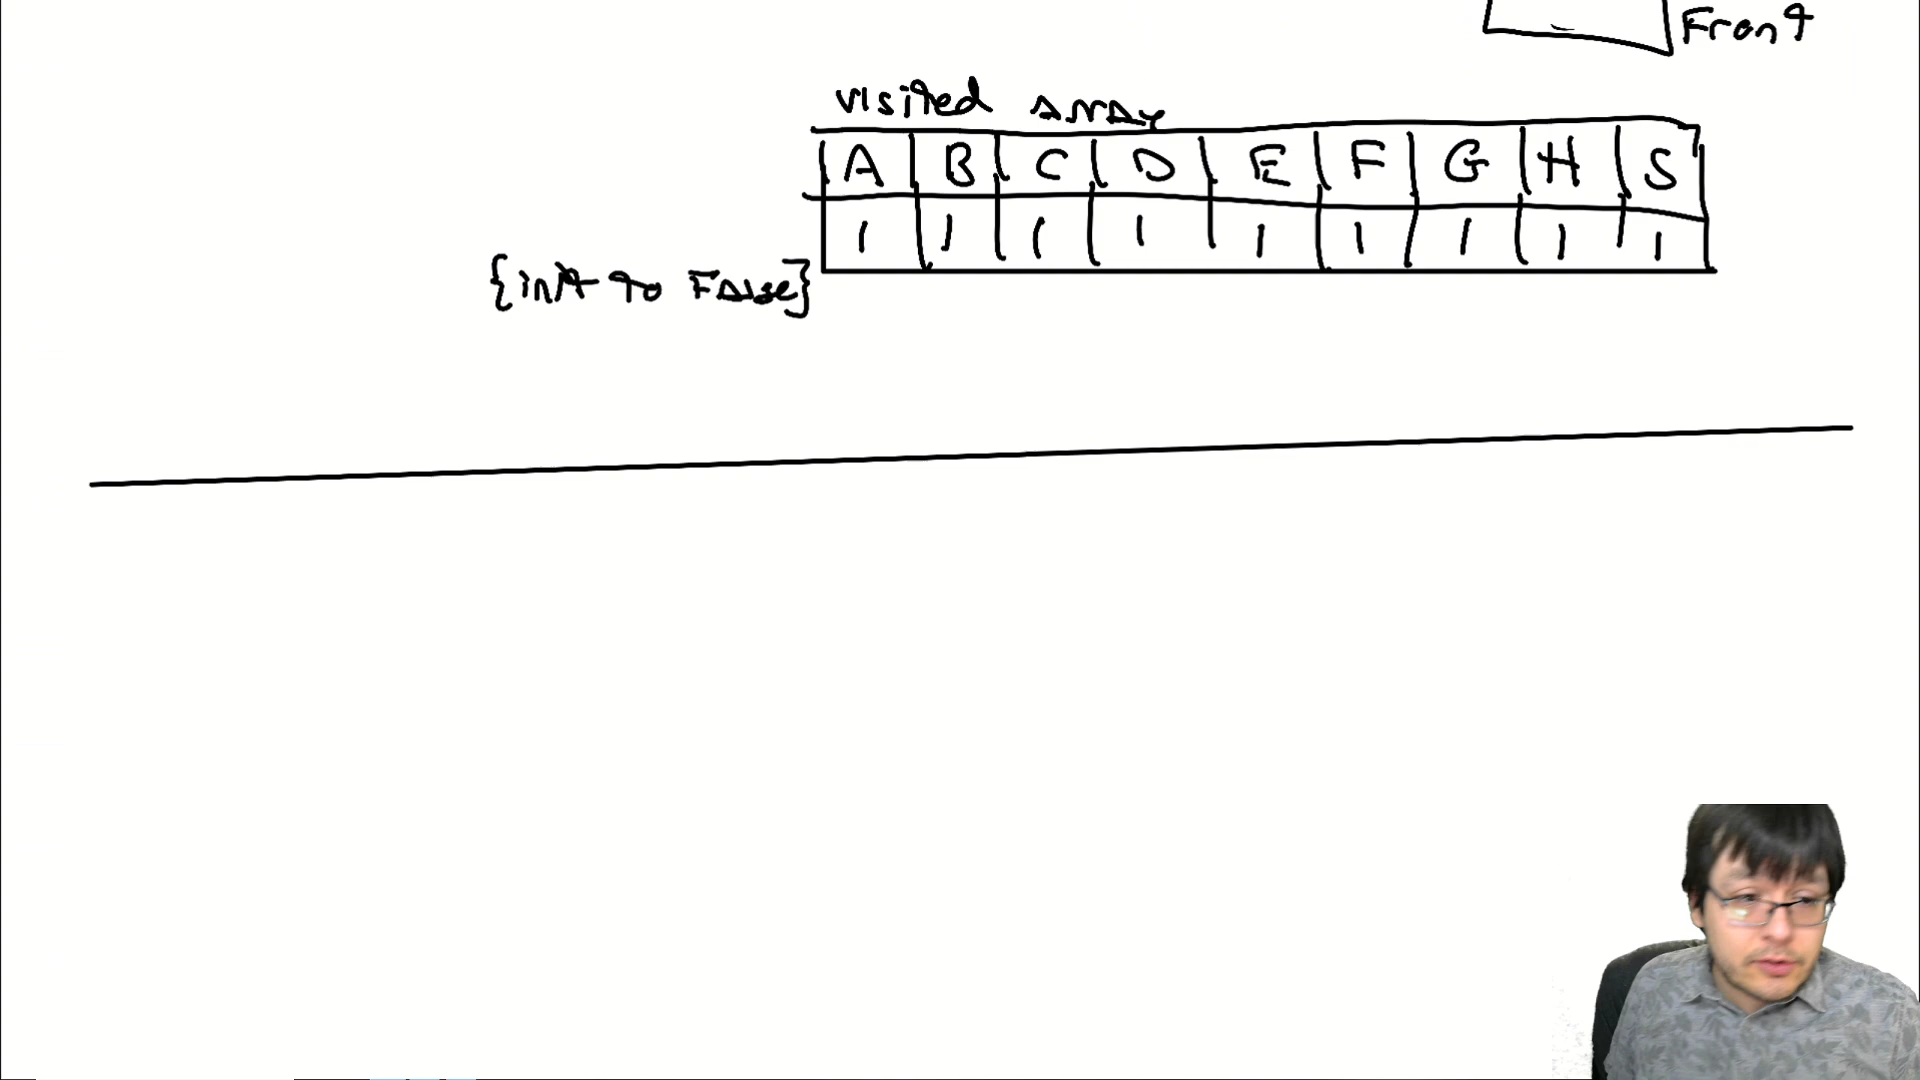 Front
visited array
A B C D E F G H S
1 1 1 1 1 1 1 1 1
{init to False}